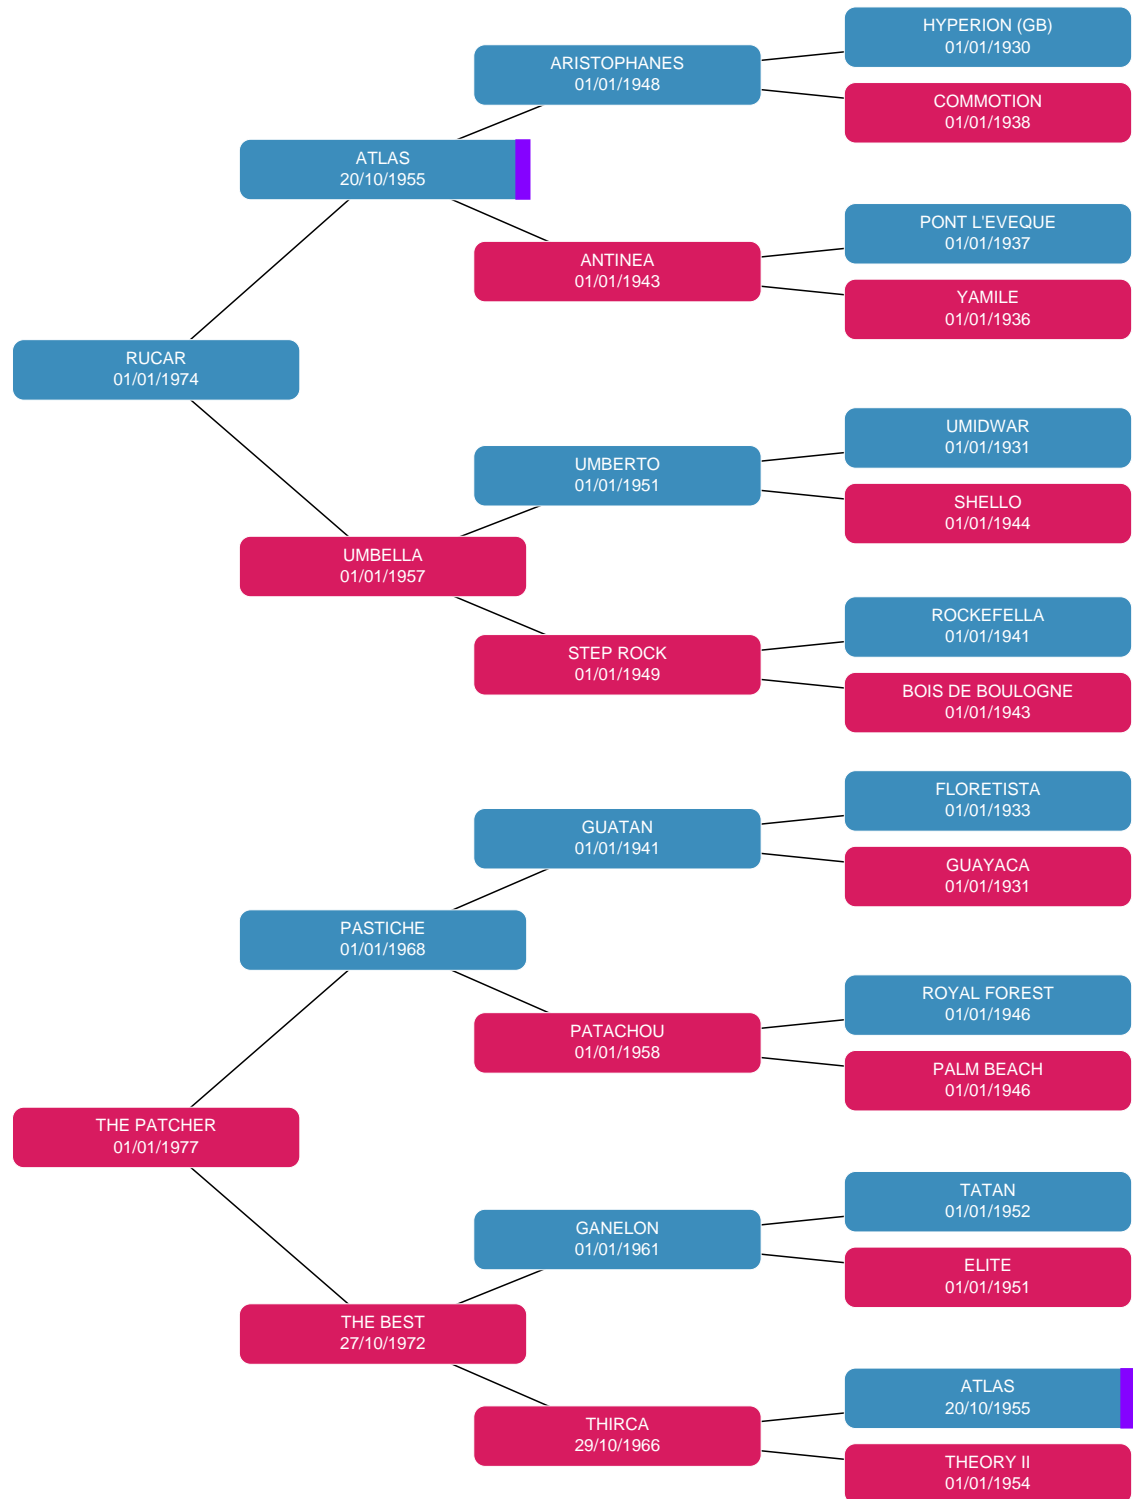 HYPERION (GB)
01/01/1930
ARISTOPHANES
01/01/1948
COMMOTION
01/01/1938
ATLAS
20/10/1955
PONT L'EVEQUE
01/01/1937
ANTINEA
01/01/1943
YAMILE
01/01/1936
RUCAR
01/01/1974
UMIDWAR
01/01/1931
UMBERTO
01/01/1951
SHELLO
01/01/1944
UMBELLA
01/01/1957
ROCKEFELLA
01/01/1941
STEP ROCK
01/01/1949
BOIS DE BOULOGNE
01/01/1943
FLORETISTA
01/01/1933
GUATAN
01/01/1941
GUAYACA
01/01/1931
PASTICHE
01/01/1968
ROYAL FOREST
01/01/1946
PATACHOU
01/01/1958
PALM BEACH
01/01/1946
THE PATCHER
01/01/1977
TATAN
01/01/1952
GANELON
01/01/1961
ELITE
01/01/1951
THE BEST
27/10/1972
ATLAS
20/10/1955
THIRCA
29/10/1966
THEORY II
01/01/1954